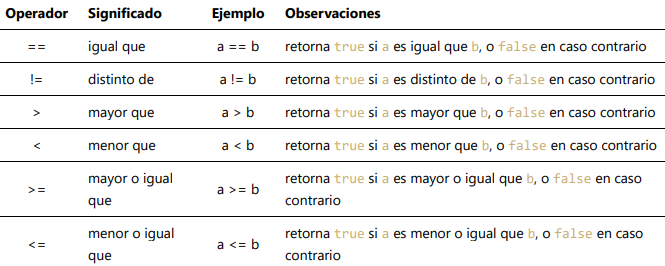 Operador Significado Ejemplo Observaciones
== igual que a == b retorna true si a es igual que b, o false en caso contrario
!= distinto de a != b retorna true si a es distinto de b, o false en caso contrario
> mayor que a > b retorna true si a es mayor que b, o false en caso contrario
< menor que a < b retorna true si a es menor que b, o false en caso contrario
>= mayor o igual que a >= b retorna true si a es mayor o igual que b, o false en caso contrario
<= menor o igual que a <= b retorna true si a es menor o igual que b, o false en caso contrario